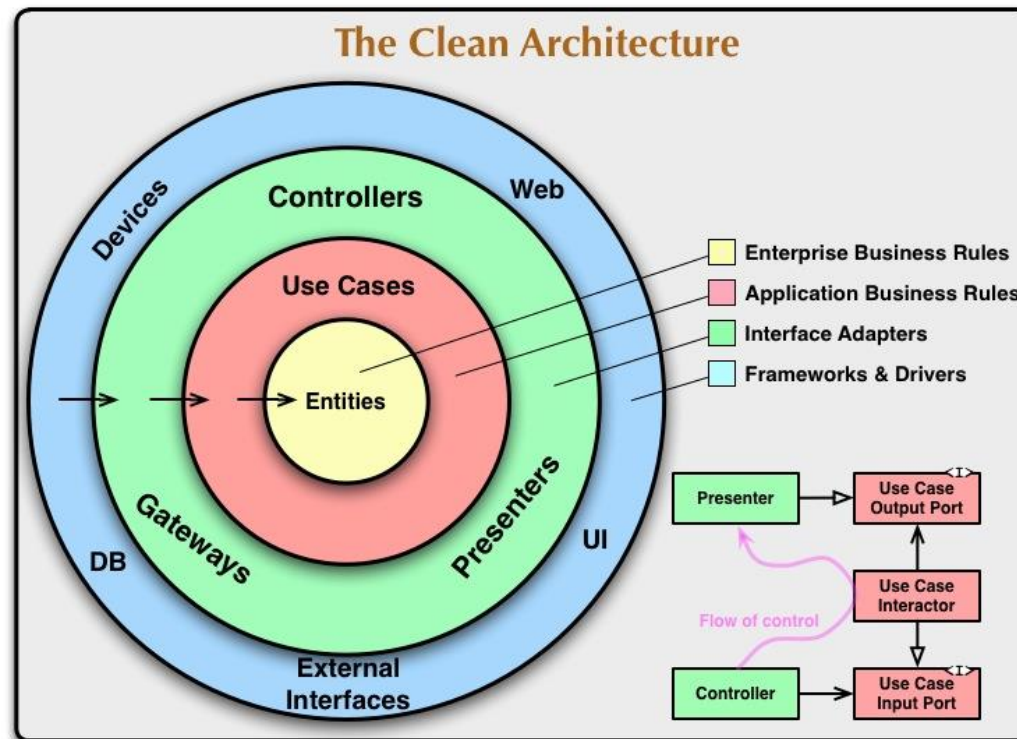 The Clean Architecture
Devices
Controllers
Web
Use Cases
Entities
Gateways
Presenters
DB
UI
External
Interfaces
Enterprise Business Rules
Application Business Rules
Interface Adapters
Frameworks & Drivers
Presenter
<I>
Use Case
Output Port
Flow of control
Use Case
Interactor
Controller
<I>
Use Case
Input Port